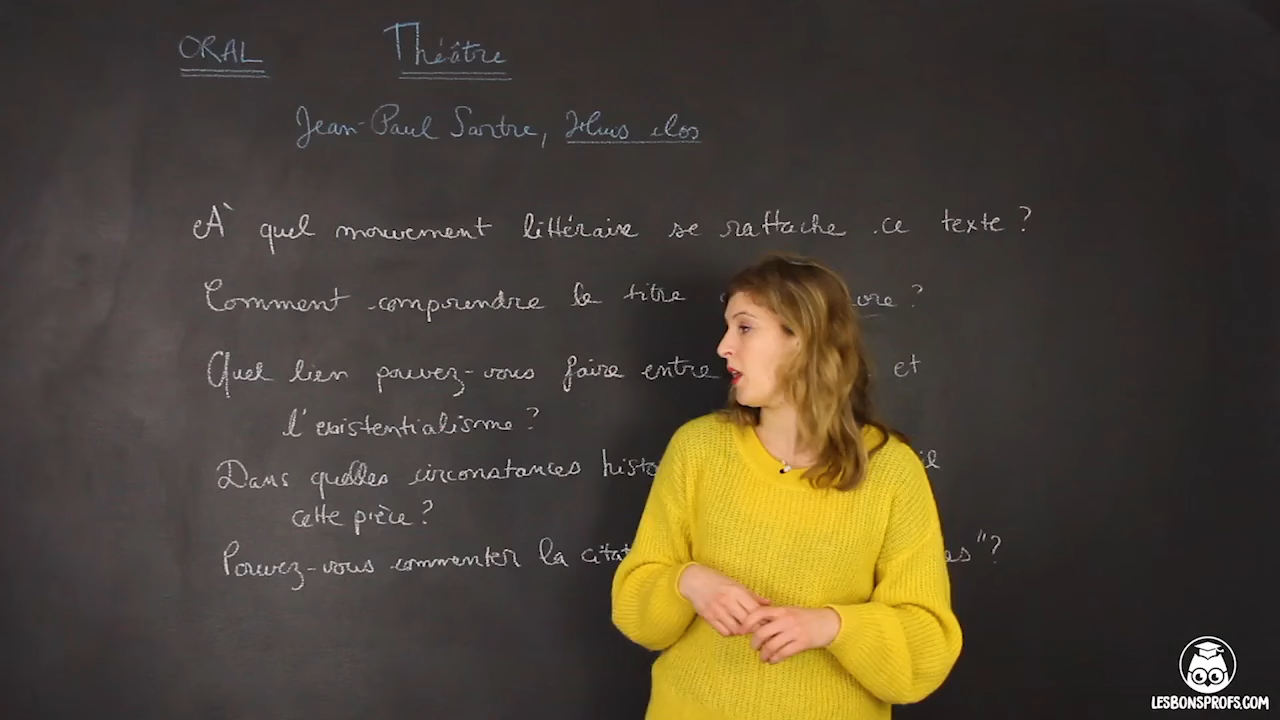 ORAL Théâtre
Jean-Paul Sartre, Huis clos
À quel mouvement littéraire se rattache ce texte ?
Comment comprendre le titre ?
Quel lien pouvez-vous faire entre et
l'existentialisme ?
Dans quelles circonstances
cette pièce ?
Pouvez-vous commenter la " ?
LESBONSPROFS.COM